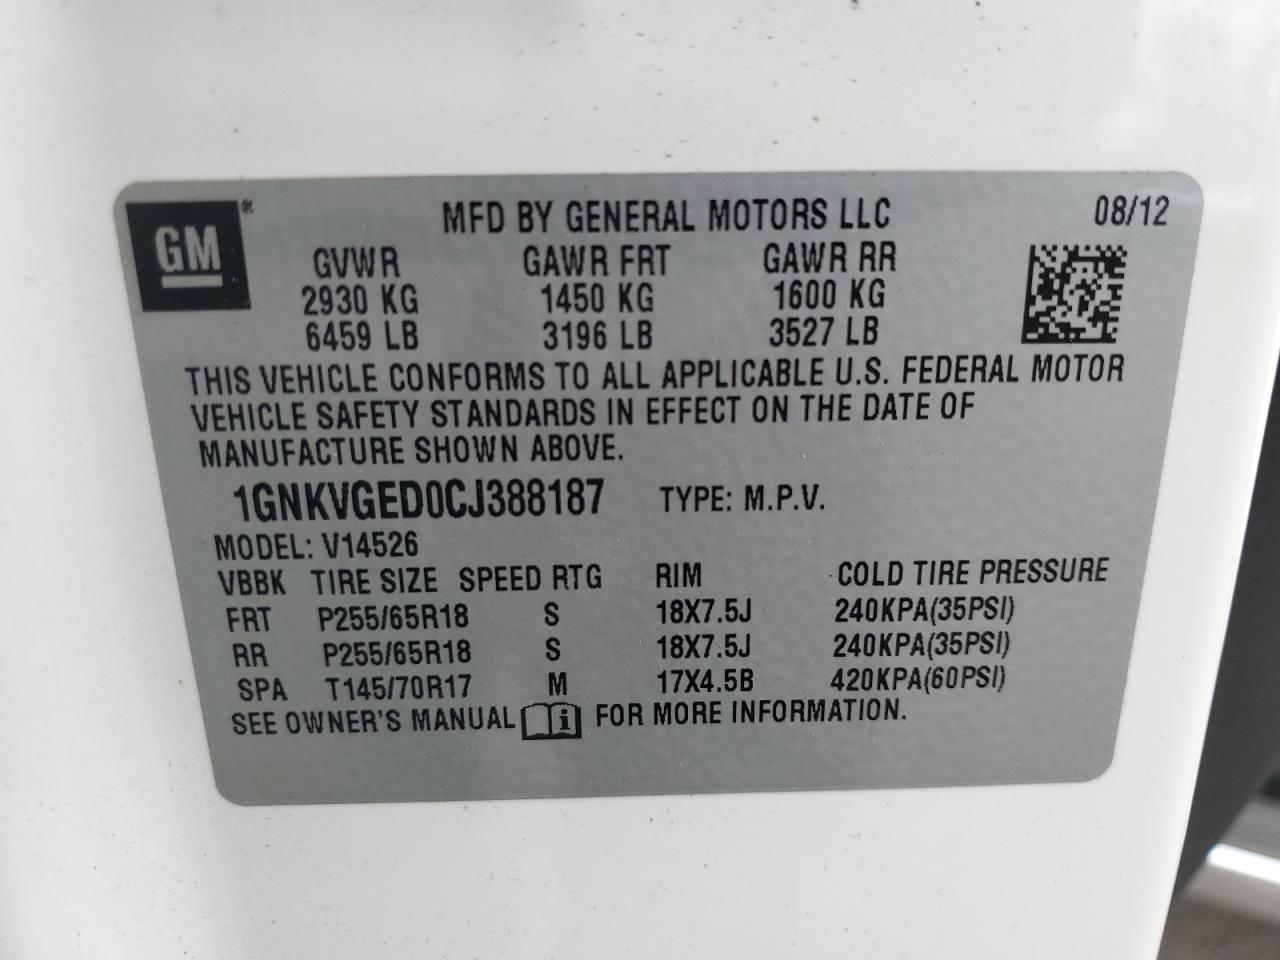 GM ®
MFD BY GENERAL MOTORS LLC 08/12
GVWR GAWR FRT GAWR RR
2930 KG 1450 KG 1600 KG
6459 LB 3196 LB 3527 LB
THIS VEHICLE CONFORMS TO ALL APPLICABLE U.S. FEDERAL MOTOR
VEHICLE SAFETY STANDARDS IN EFFECT ON THE DATE OF
MANUFACTURE SHOWN ABOVE.
1GNKVGED0CJ388187 TYPE: M.P.V.
MODEL: V14526
VBBK TIRE SIZE SPEED RTG RIM COLD TIRE PRESSURE
FRT P255/65R18 S 18X7.5J 240KPA(35PSI)
RR P255/65R18 S 18X7.5J 240KPA(35PSI)
SPA T145/70R17 M 17X4.5B 420KPA(60PSI)
SEE OWNER'S MANUAL i FOR MORE INFORMATION.